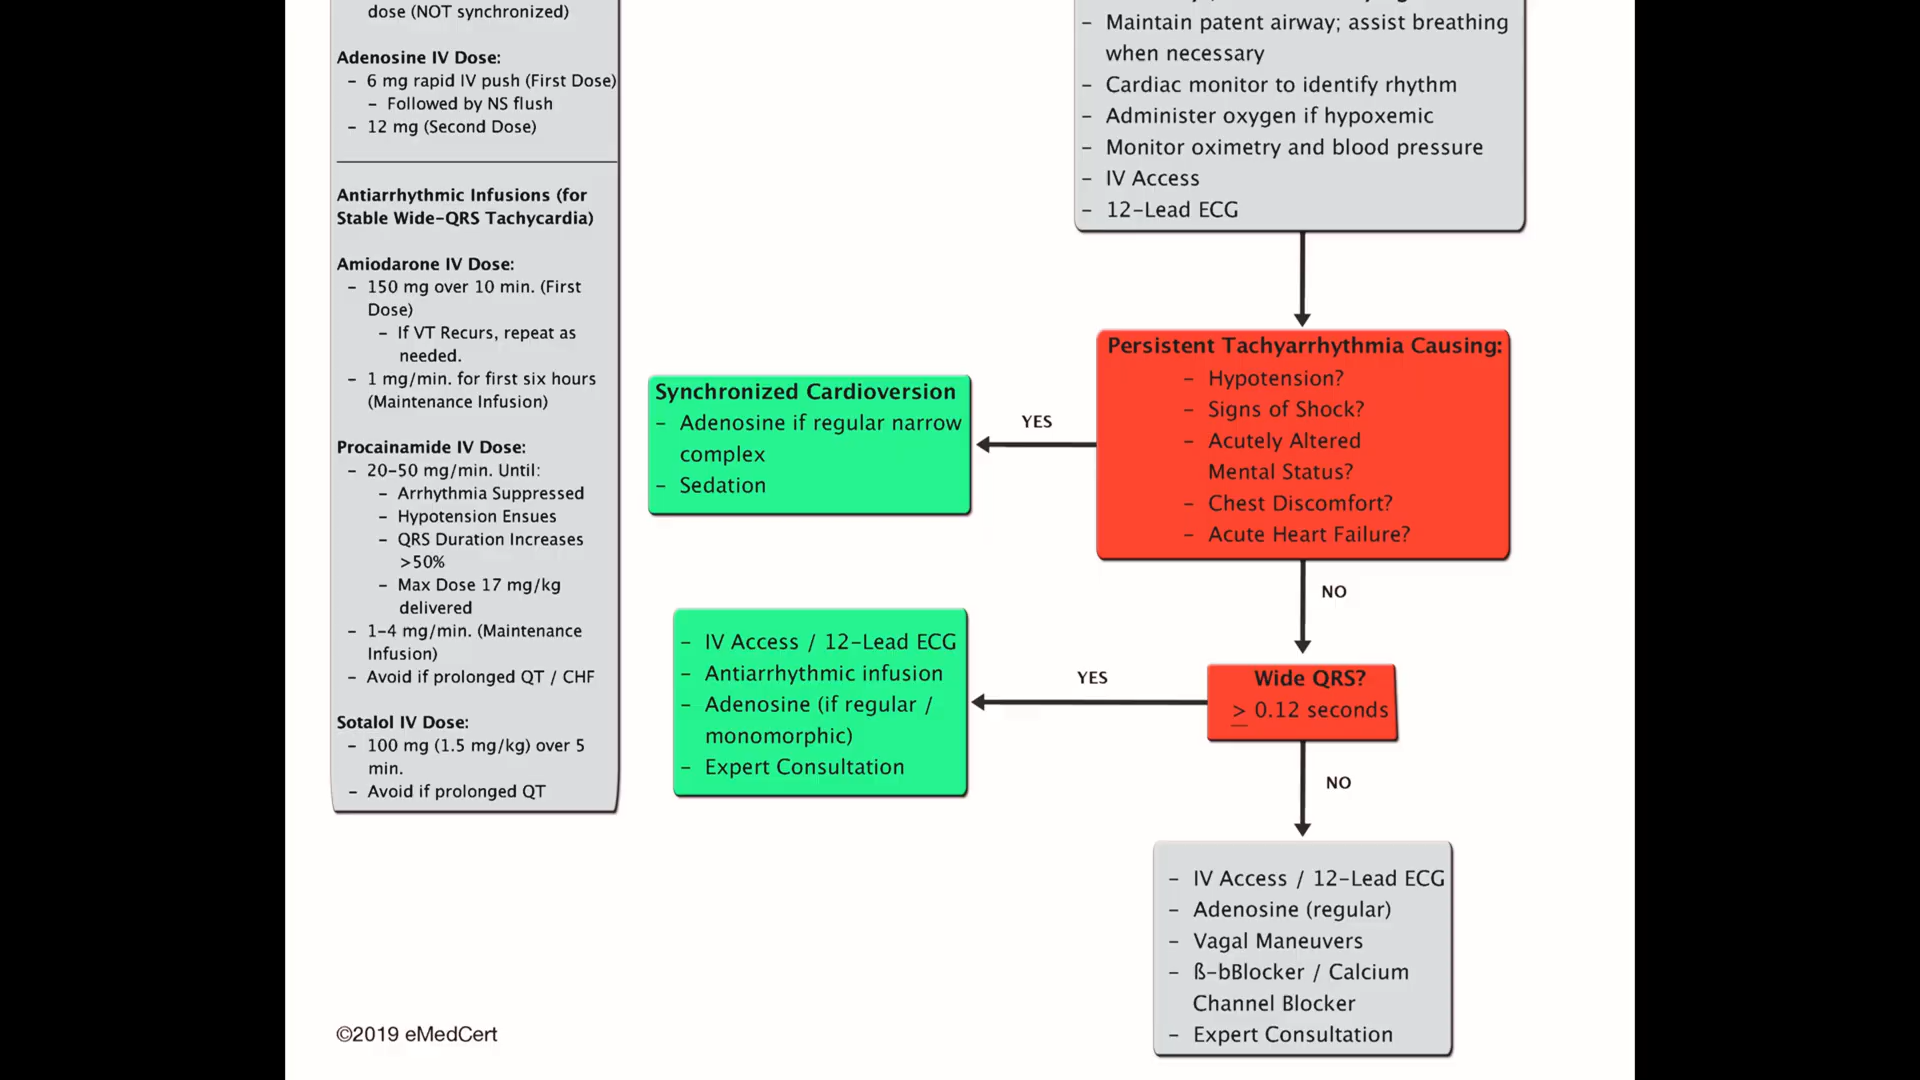 dose (NOT synchronized)
Adenosine IV Dose:
– 6 mg rapid IV push (First Dose)
– Followed by NS flush
– 12 mg (Second Dose)
Antiarrhythmic Infusions (for
Stable Wide-QRS Tachycardia)
Amiodarone IV Dose:
– 150 mg over 10 min. (First
Dose)
– If VT Recurs, repeat as
needed.
– 1 mg/min. for first six hours
(Maintenance Infusion)
Procainamide IV Dose:
– 20-50 mg/min. Until:
– Arrhythmia Suppressed
– Hypotension Ensues
– QRS Duration Increases
>50%
– Max Dose 17 mg/kg
delivered
– 1-4 mg/min. (Maintenance
Infusion)
– Avoid if prolonged QT / CHF
Sotalol IV Dose:
– 100 mg (1.5 mg/kg) over 5
min.
– Avoid if prolonged QT
– Maintain patent airway; assist breathing
when necessary
– Cardiac monitor to identify rhythm
– Administer oxygen if hypoxemic
– Monitor oximetry and blood pressure
– IV Access
– 12-Lead ECG
Persistent Tachyarrhythmia Causing:
– Hypotension?
– Signs of Shock?
– Acutely Altered
Mental Status?
– Chest Discomfort?
– Acute Heart Failure?
YES
Synchronized Cardioversion
– Adenosine if regular narrow
complex
– Sedation
NO
Wide QRS?
≥ 0.12 seconds
YES
– IV Access / 12-Lead ECG
– Antiarrhythmic infusion
– Adenosine (if regular /
monomorphic)
– Expert Consultation
NO
– IV Access / 12-Lead ECG
– Adenosine (regular)
– Vagal Maneuvers
– ß-bBlocker / Calcium
Channel Blocker
– Expert Consultation
©2019 eMedCert